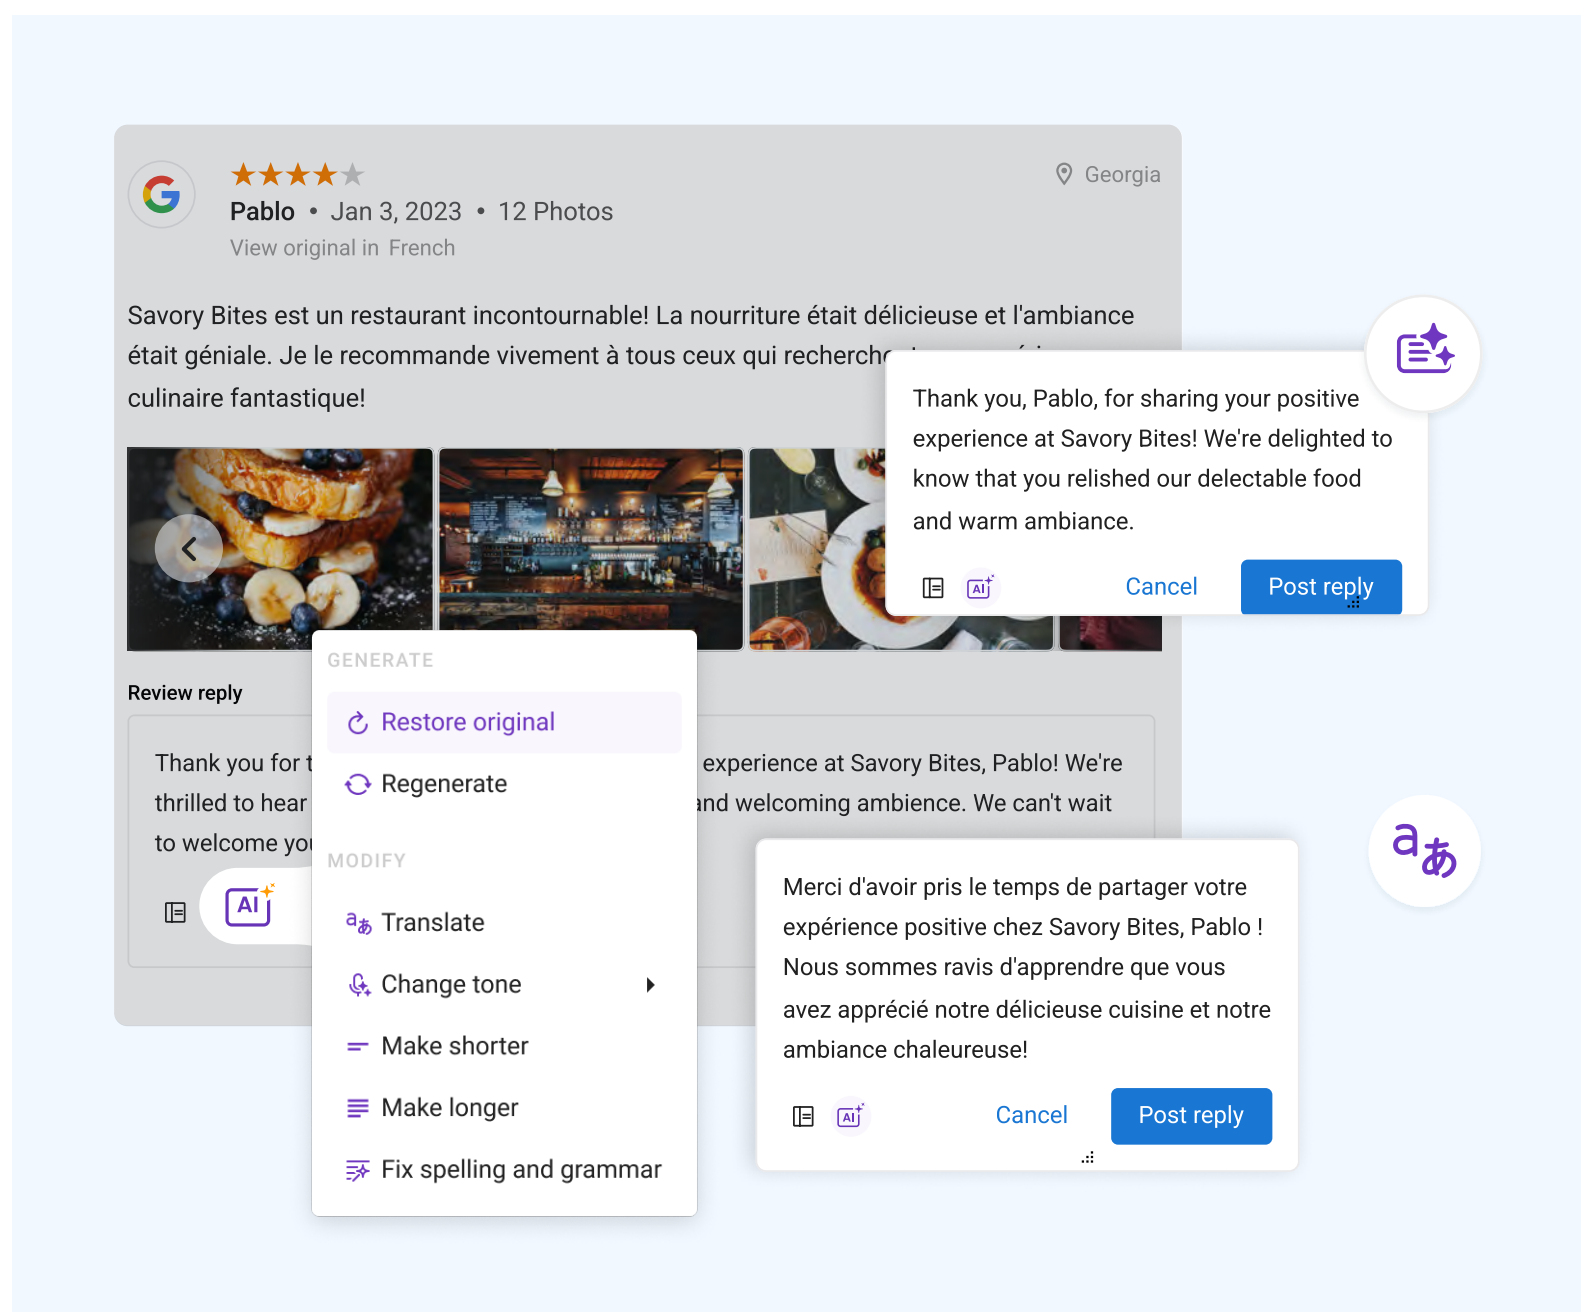 Georgia
Pablo • Jan 3, 2023 • 12 Photos
View original in French
Savory Bites est un restaurant incontournable! La nourriture était délicieuse et l'ambiance
était géniale. Je le recommande vivement à tous ceux qui
culinaire fantastique!
Thank you, Pablo, for sharing your positive
experience at Savory Bites! We're delighted to
know that you relished our delectable food
and warm ambiance.
AI
Cancel
Post reply
Review reply
Thank you for
experience at Savory Bites, Pablo! We're
thrilled to hear
and welcoming ambience. We can't wait
to welcome
AI
GENERATE
Restore original
Regenerate
MODIFY
aあ Translate
Change tone
Make shorter
Make longer
Fix spelling and grammar
aあ
Merci d'avoir pris le temps de partager votre
expérience positive chez Savory Bites, Pablo !
Nous sommes ravis d'apprendre que vous
avez apprécié notre délicieuse cuisine et notre
ambiance chaleureuse!
AI
Cancel
Post reply